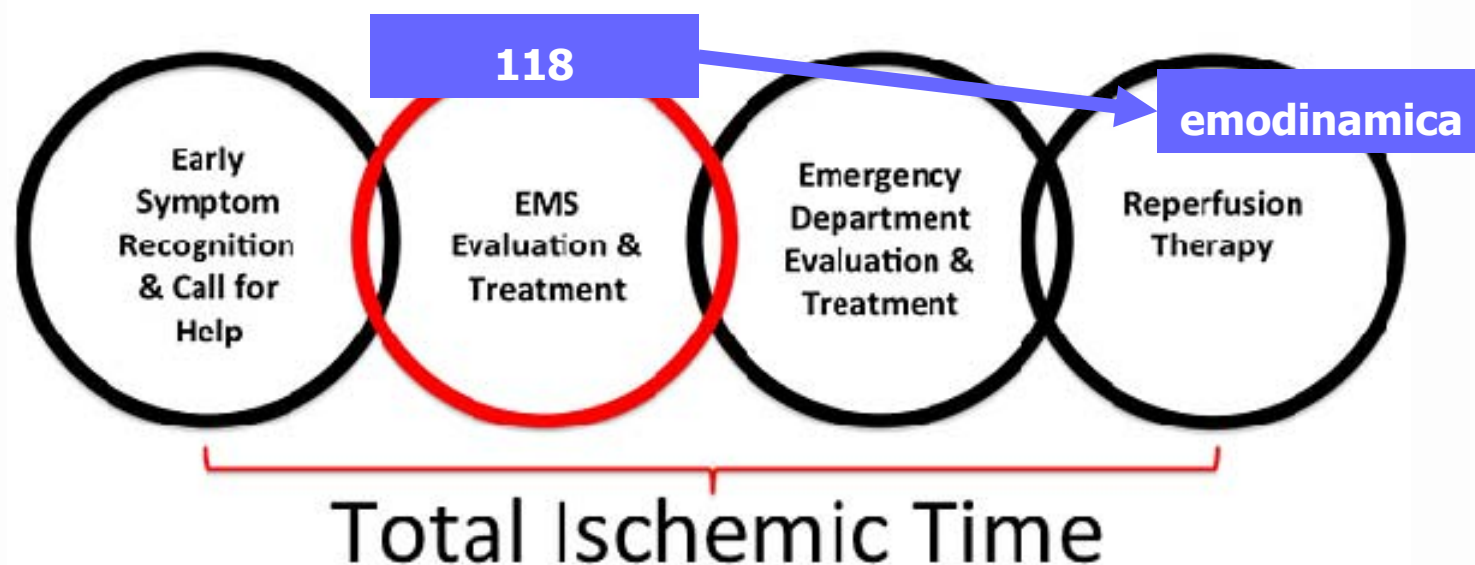 118
emodinamica
Early
Symptom
Recognition
& Call for
Help
EMS
Evaluation &
Treatment
Emergency
Department
Evaluation &
Treatment
Reperfusion
Therapy
Total Ischemic Time